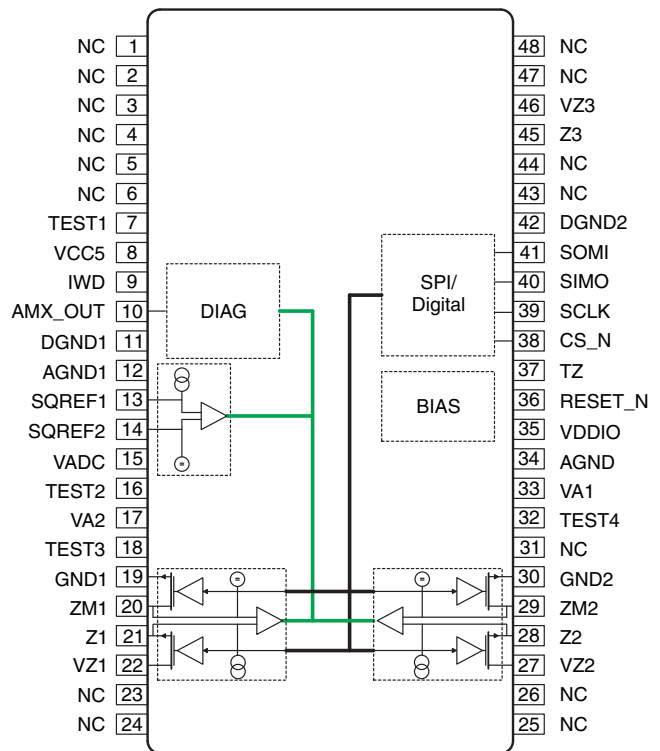 NC 1 48 NC
NC 2 47 NC
NC 3 46 VZ3
NC 4 45 Z3
NC 5 44 NC
NC 6 43 NC
TEST1 7 42 DGND2
VCC5 8 41 SOMI
IWD 9 40 SIMO
AMX_OUT 10 39 SCLK
DGND1 11 38 CS_N
AGND1 12 37 TZ
SQREF1 13 36 RESET_N
SQREF2 14 35 VDDIO
VADC 15 34 AGND
TEST2 16 33 VA1
VA2 17 32 TEST4
TEST3 18 31 NC
GND1 19 30 GND2
ZM1 20 29 ZM2
Z1 21 28 Z2
VZ1 22 27 VZ2
NC 23 26 NC
NC 24 25 NC
DIAG
SPI/
Digital
BIAS
=
=
=